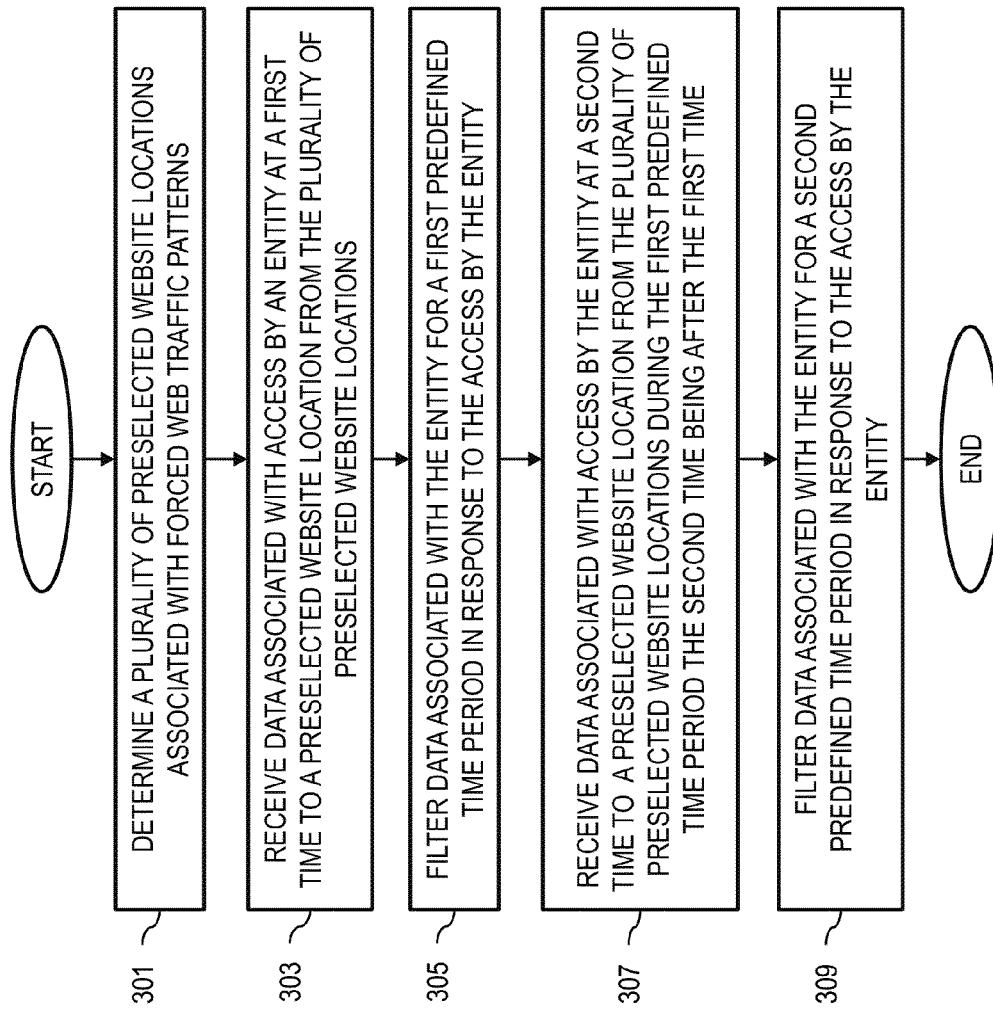 START
301
DETERMINE A PLURALITY OF PRESELECTED WEBSITE LOCATIONS
ASSOCIATED WITH FORCED WEB TRAFFIC PATTERNS
303
RECEIVE DATA ASSOCIATED WITH ACCESS BY AN ENTITY AT A FIRST
TIME TO A PRESELECTED WEBSITE LOCATION FROM THE PLURALITY OF
PRESELECTED WEBSITE LOCATIONS
305
FILTER DATA ASSOCIATED WITH THE ENTITY FOR A FIRST PREDEFINED
TIME PERIOD IN RESPONSE TO THE ACCESS BY THE ENTITY
307
RECEIVE DATA ASSOCIATED WITH ACCESS BY THE ENTITY AT A SECOND
TIME TO A PRESELECTED WEBSITE LOCATION FROM THE PLURALITY OF
PRESELECTED WEBSITE LOCATIONS DURING THE FIRST PREDEFINED
TIME PERIOD THE SECOND TIME BEING AFTER THE FIRST TIME
309
FILTER DATA ASSOCIATED WITH THE ENTITY FOR A SECOND
PREDEFINED TIME PERIOD IN RESPONSE TO THE ACCESS BY THE
ENTITY
END